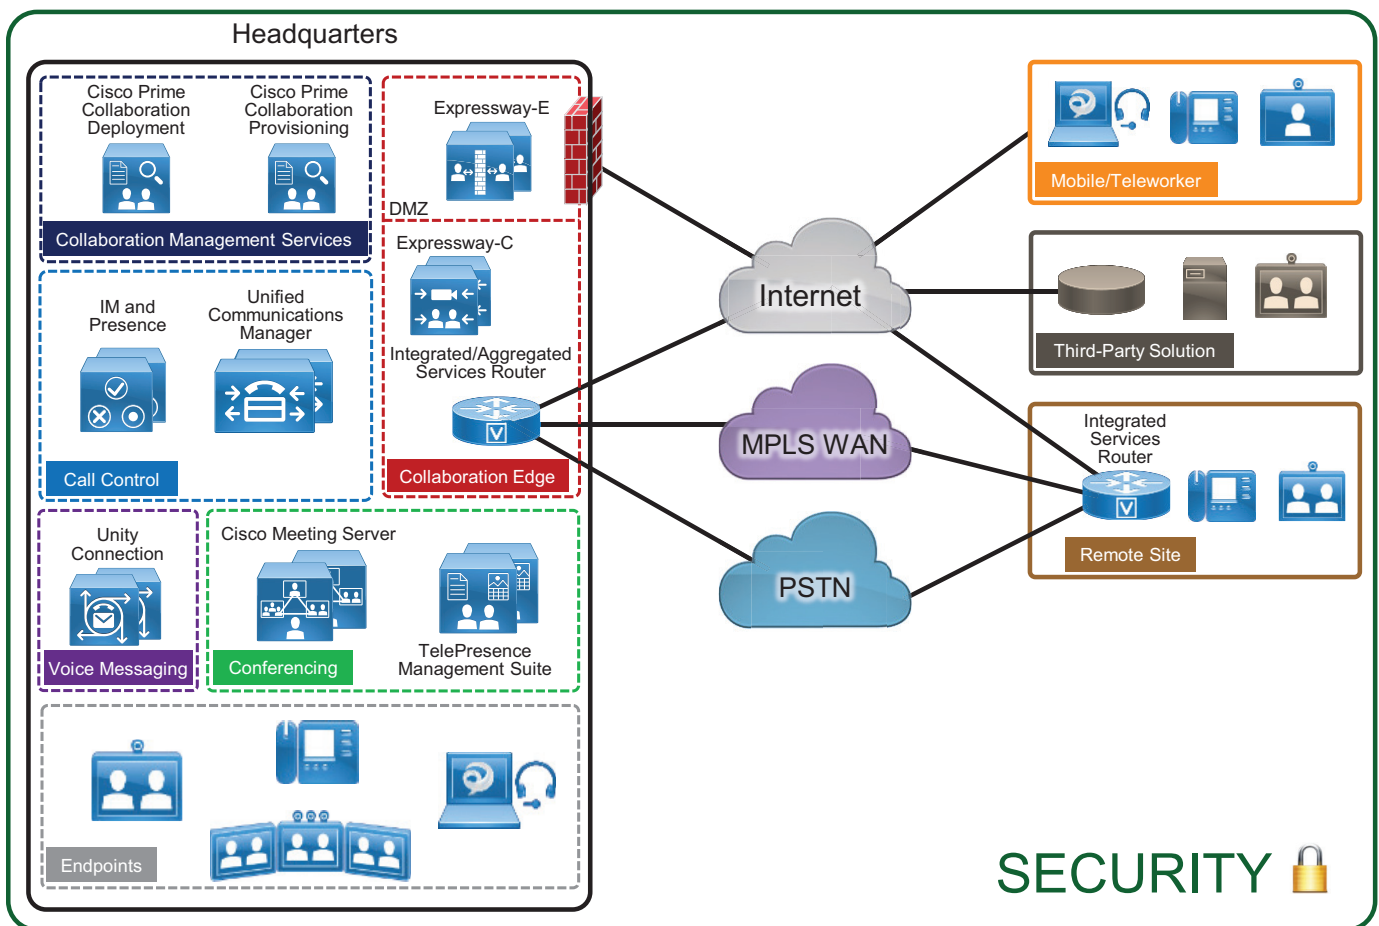 Headquarters
Cisco Prime
Collaboration
Deployment
Cisco Prime
Collaboration
Provisioning
Collaboration Management Services
Expressway-E
DMZ
Expressway-C
Integrated/Aggregated
Services Router
V
Collaboration Edge
IM and
Presence
Unified
Communications
Manager
Call Control
Unity
Connection
Voice Messaging
Cisco Meeting Server
TelePresence
Management Suite
Conferencing
Endpoints
Internet
MPLS WAN
PSTN
Mobile/Teleworker
Third-Party Solution
Integrated
Services
Router
V
Remote Site
SECURITY